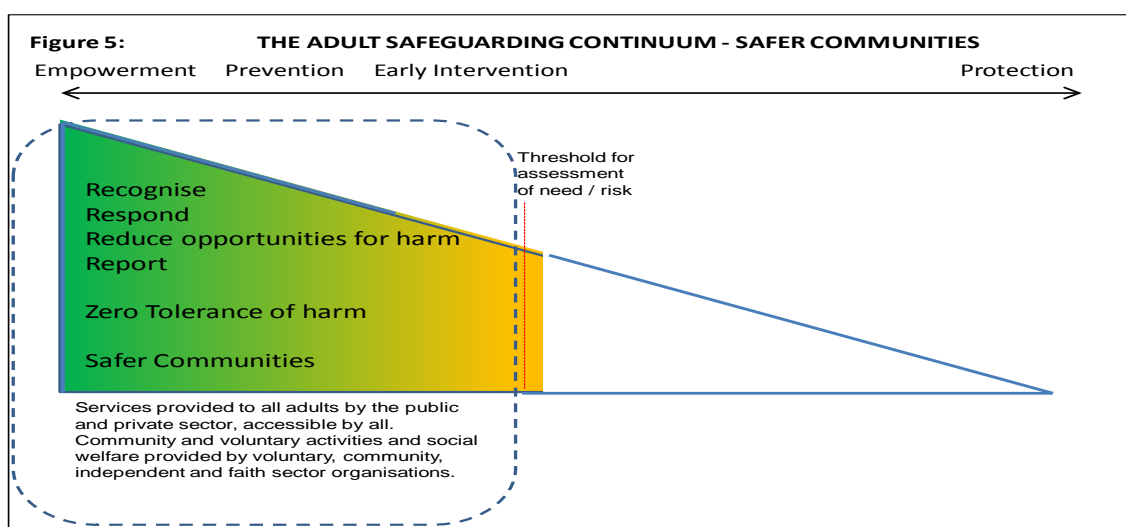 Figure 5: THE ADULT SAFEGUARDING CONTINUUM - SAFER COMMUNITIES
Empowerment Prevention Early Intervention Protection
Threshold for
assessment
of need / risk
Recognise
Respond
Reduce opportunities for harm
Report
Zero Tolerance of harm
Safer Communities
Services provided to all adults by the public
and private sector, accessible by all.
Community and voluntary activities and social
welfare provided by voluntary, community,
independent and faith sector organisations.